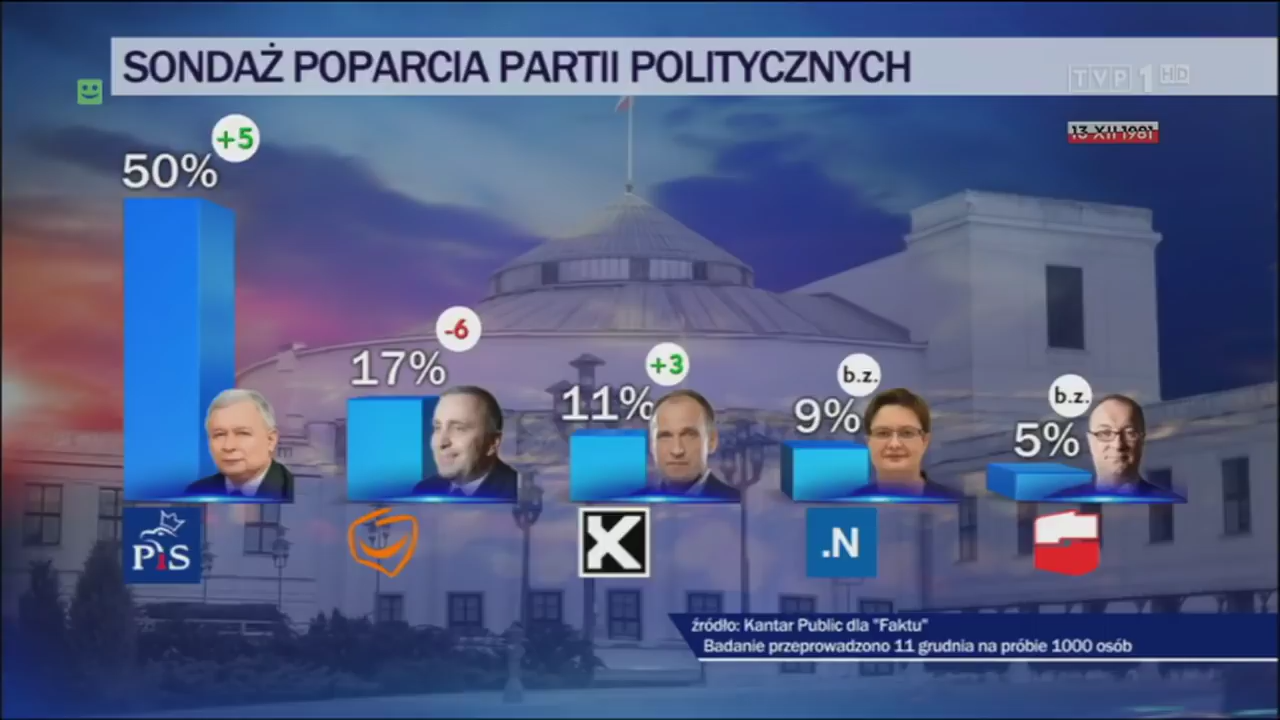 SONDAŻ POPARCIA PARTII POLITYCZNYCH
TVP 1 HD
13 XII 1981
+5
50%
-6
17%
+3
11%
b.z.
9%
b.z.
5%
PiS
K
.N
źródło: Kantar Public dla "Faktu"
Badanie przeprowadzono 11 grudnia na próbie 1000 osób